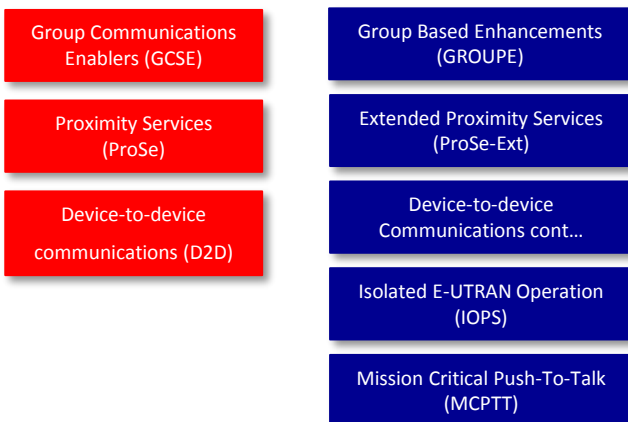 Group Communications
Enablers (GCSE)
Proximity Services
(ProSe)
Device-to-device
communications (D2D)
Group Based Enhancements
(GROUPE)
Extended Proximity Services
(ProSe-Ext)
Device-to-device
Communications cont…
Isolated E-UTRAN Operation
(IOPS)
Mission Critical Push-To-Talk
(MCPTT)